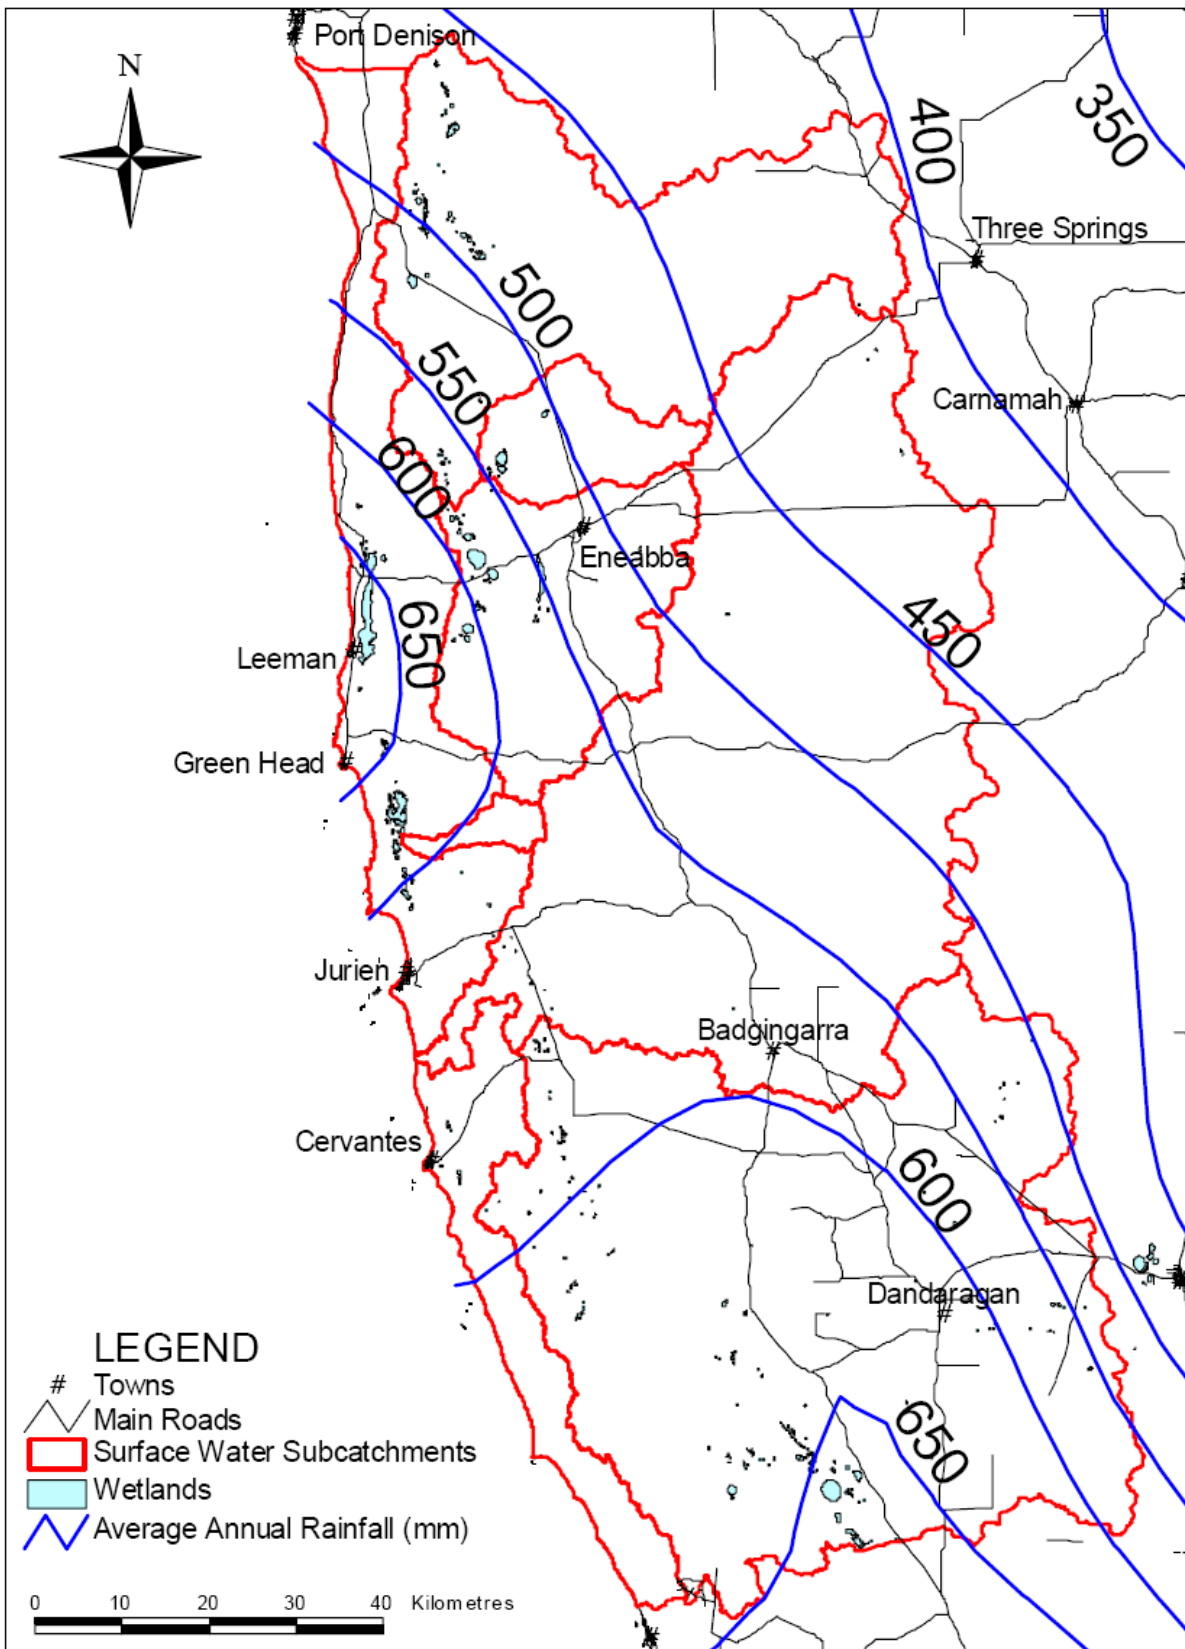 Port Denison
N
350
400
Three Springs
500
550
Carnamah
600
Eneabba
450
650
Leeman
Green Head
Jurien
Badgingarra
Cervantes
600
Dandaragan
LEGEND
# Towns
Main Roads
650
Surface Water Subcatchments
Wetlands
Average Annual Rainfall (mm)
0 10 20 30 40 Kilometres